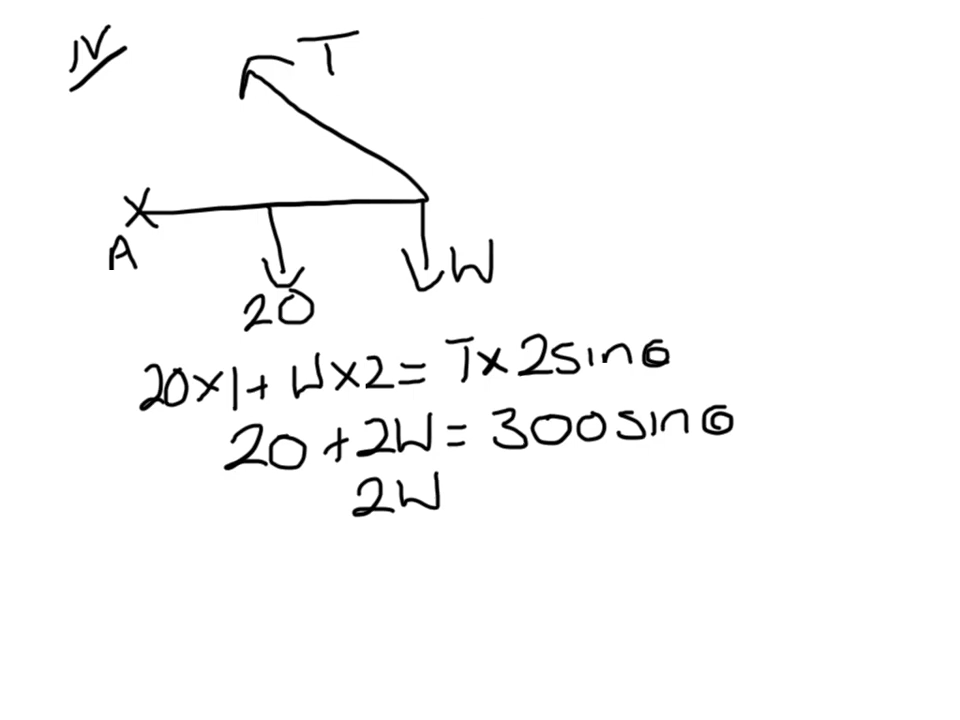 IV
T
A
20
W
20×1+ W×2= T×2sinθ
20 +2W= 300sinθ
2W